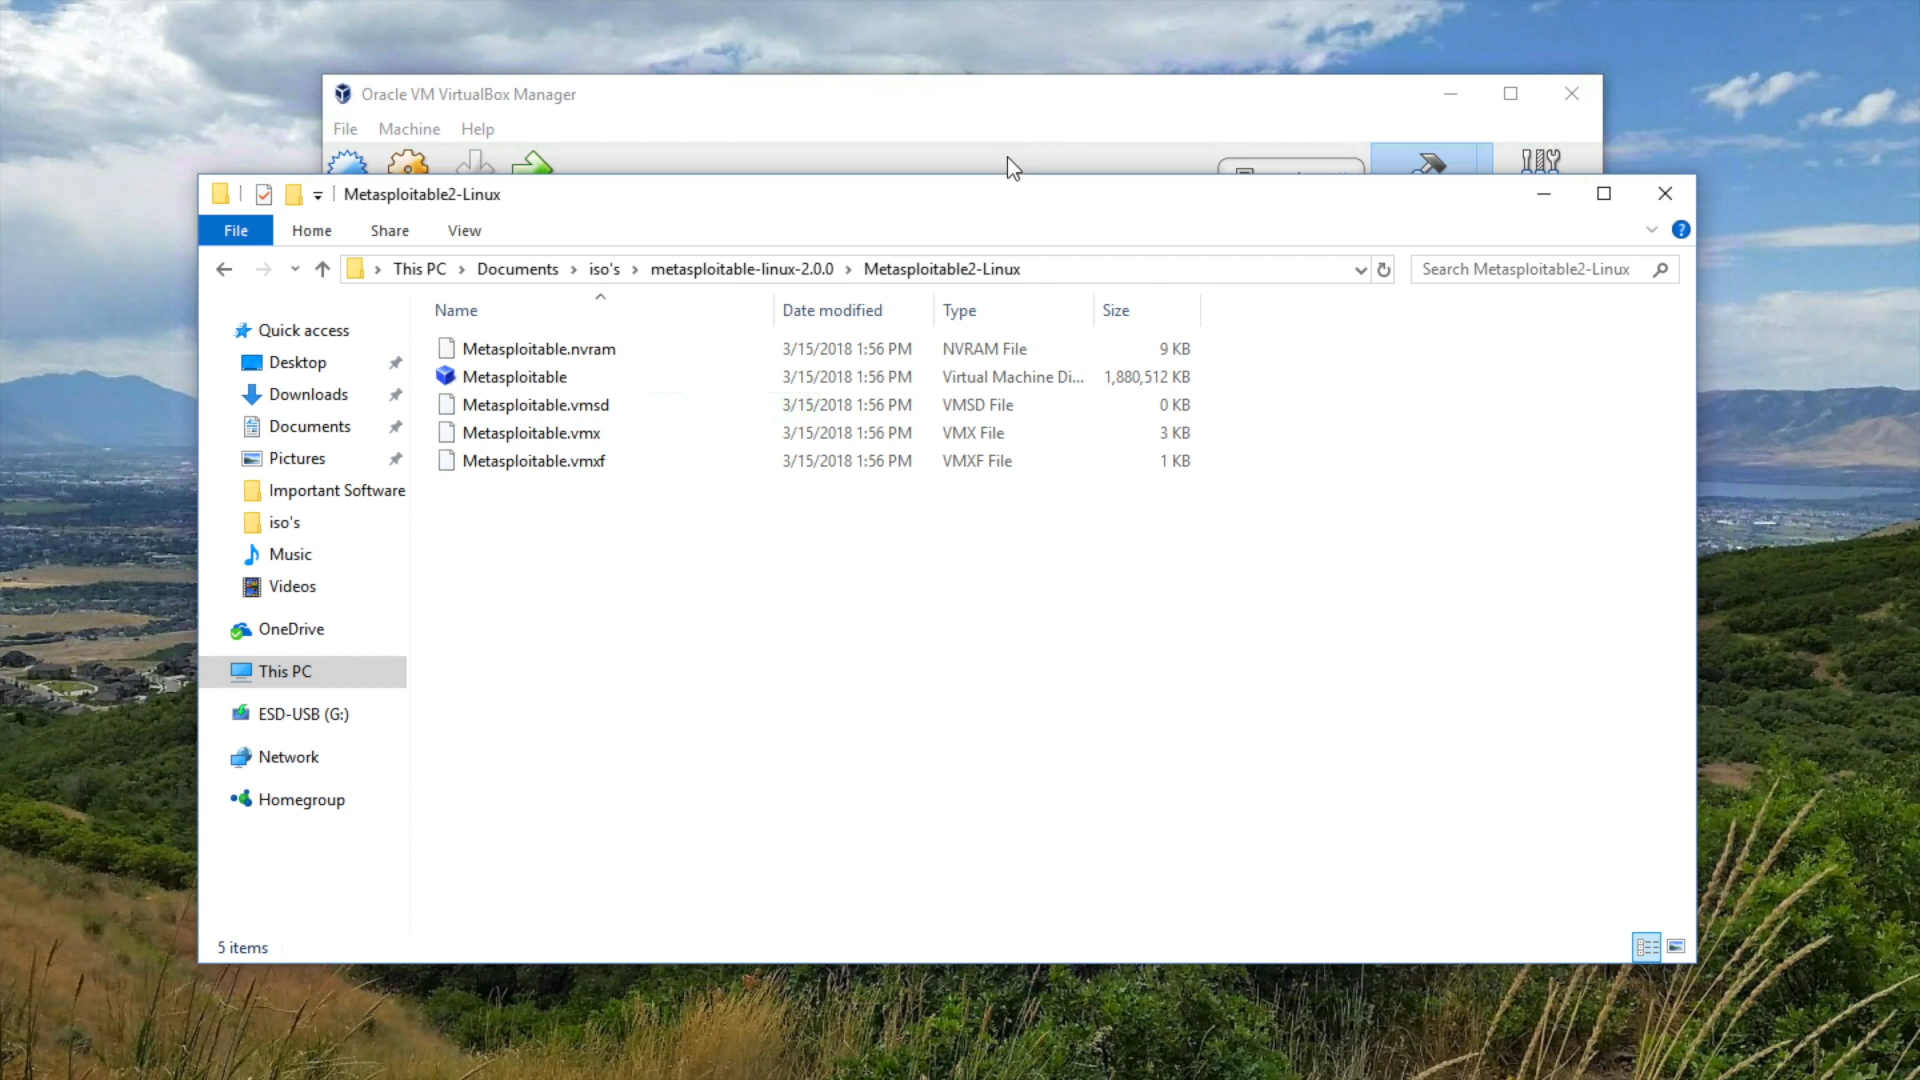 Oracle VM VirtualBox Manager
File Machine Help
Metasploitable2-Linux
File Home Share View
This PC Documents iso's metasploitable-linux-2.0.0 Metasploitable2-Linux Search Metasploitable2-Linux
Name Date modified Type Size
Metasploitable.nvram 3/15/2018 1:56 PM NVRAM File 9 KB
Metasploitable 3/15/2018 1:56 PM Virtual Machine Di... 1,880,512 KB
Metasploitable.vmsd 3/15/2018 1:56 PM VMSD File 0 KB
Metasploitable.vmx 3/15/2018 1:56 PM VMX File 3 KB
Metasploitable.vmxf 3/15/2018 1:56 PM VMXF File 1 KB
Quick access
Desktop
Downloads
Documents
Pictures
Important Software
iso's
Music
Videos
OneDrive
This PC
ESD-USB (G:)
Network
Homegroup
5 items